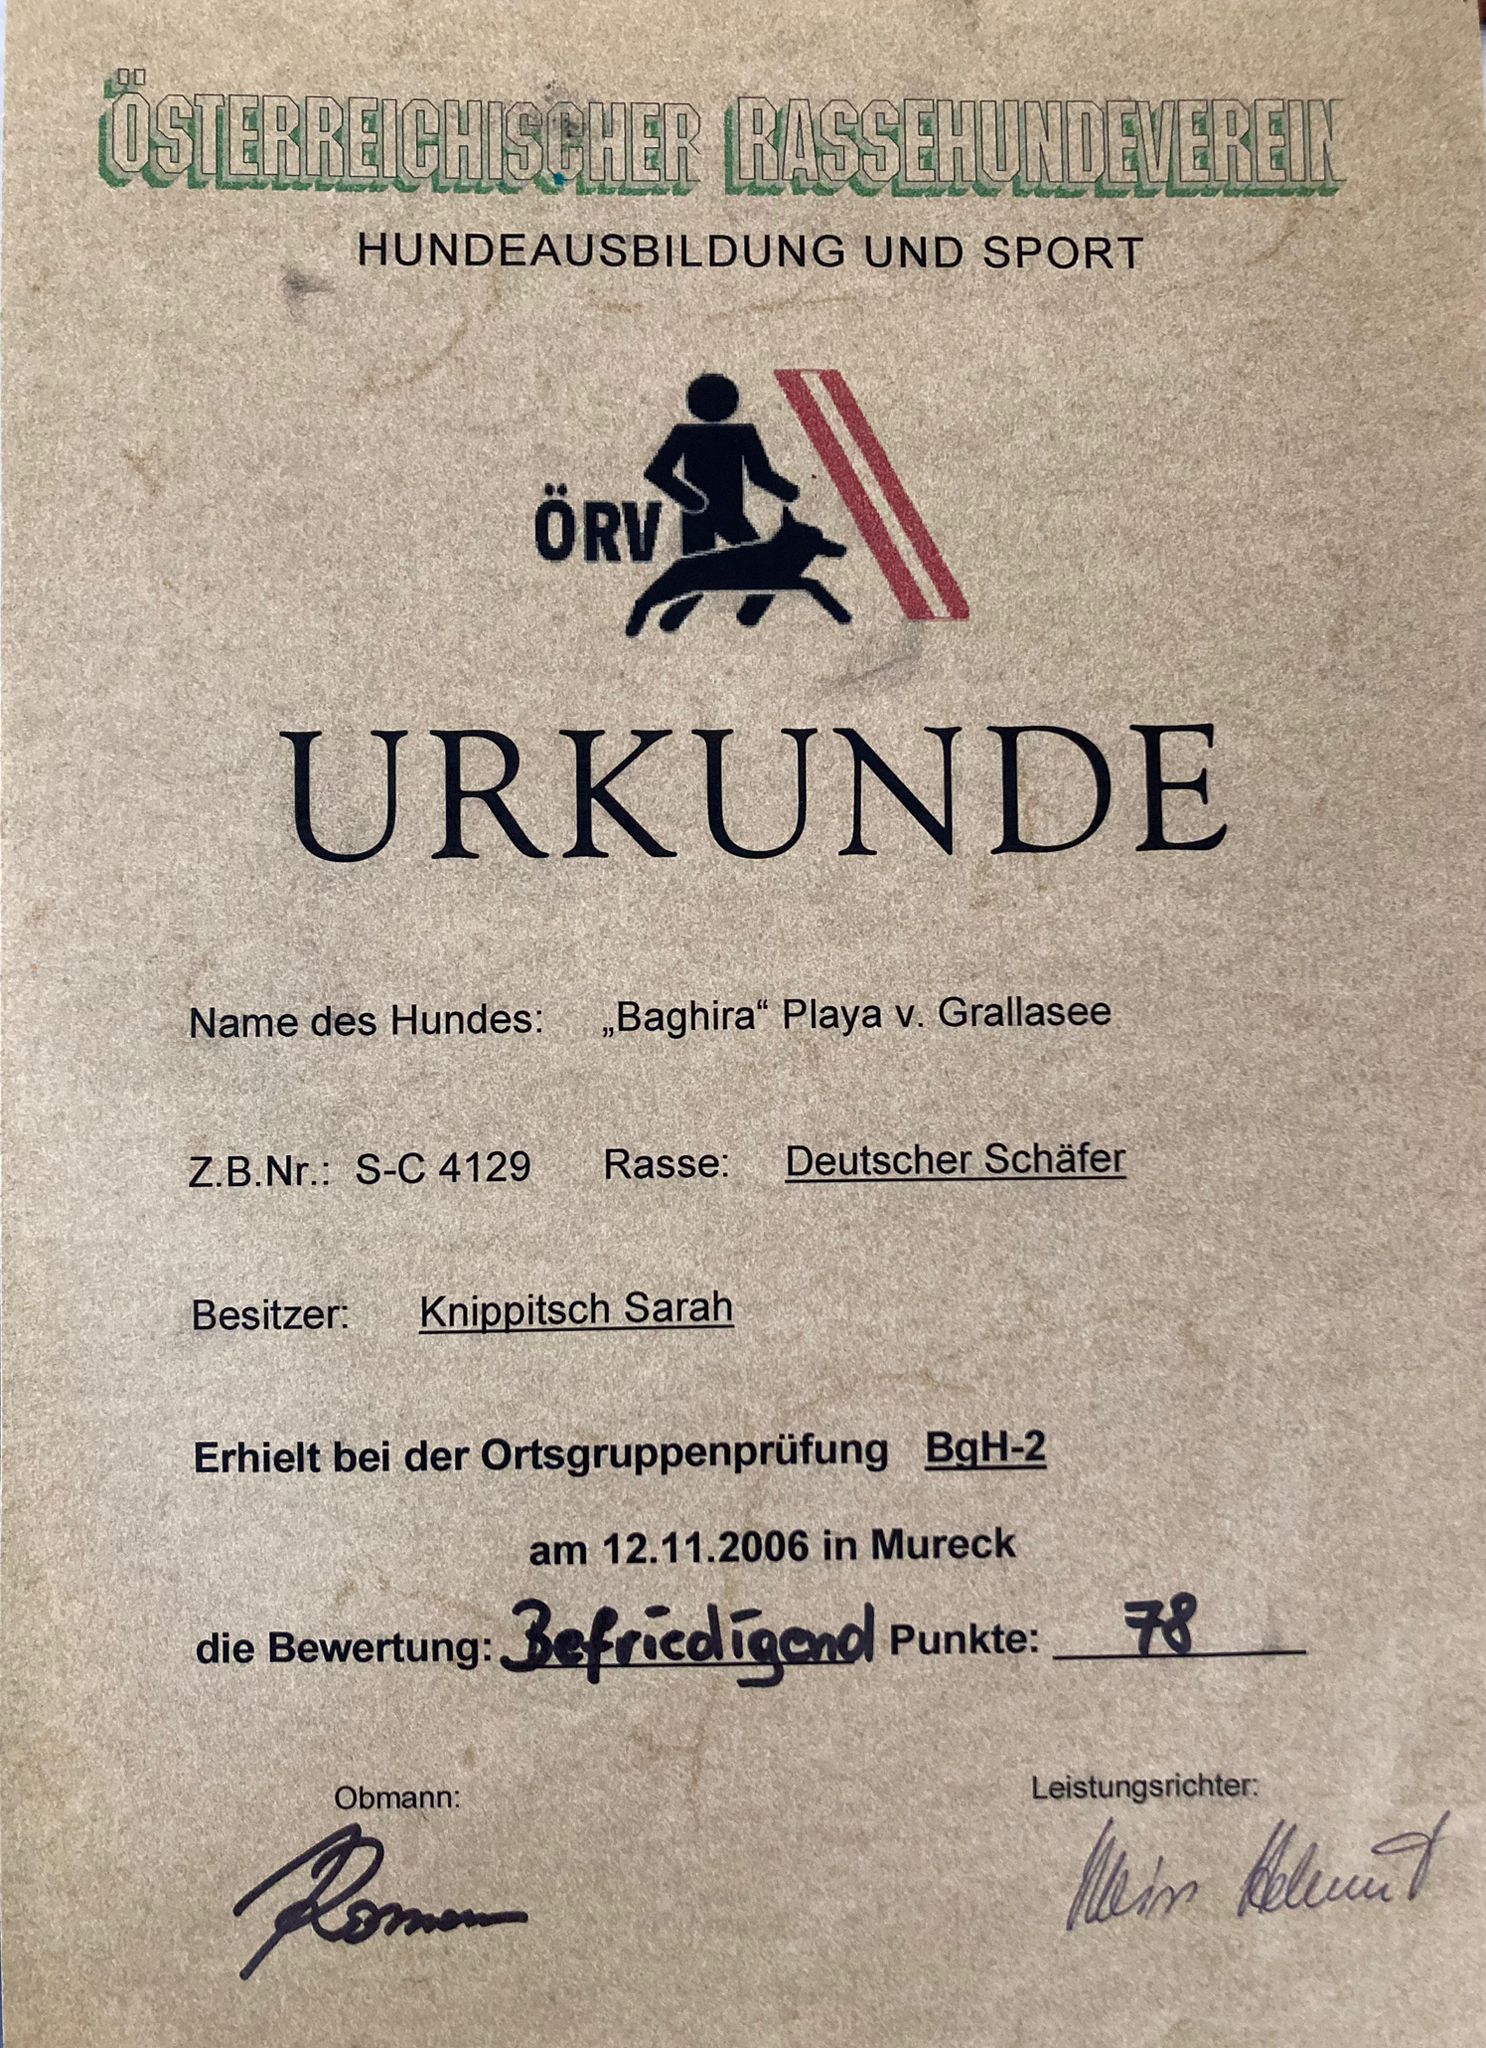 ÖSTERREICHISCHER RASSEHUNDEVEREIN
HUNDEAUSBILDUNG UND SPORT
ÖRV
URKUNDE
Name des Hundes: „Baghira“ Playa v. Grallasee
Z.B.Nr.: S-C 4129 Rasse: Deutscher Schäfer
Besitzer: Knippitsch Sarah
Erhielt bei der Ortsgruppenprüfung BgH-2
am 12.11.2006 in Mureck
die Bewertung: Befriedigend Punkte: 78
Obmann: Leistungsrichter:
Helmut